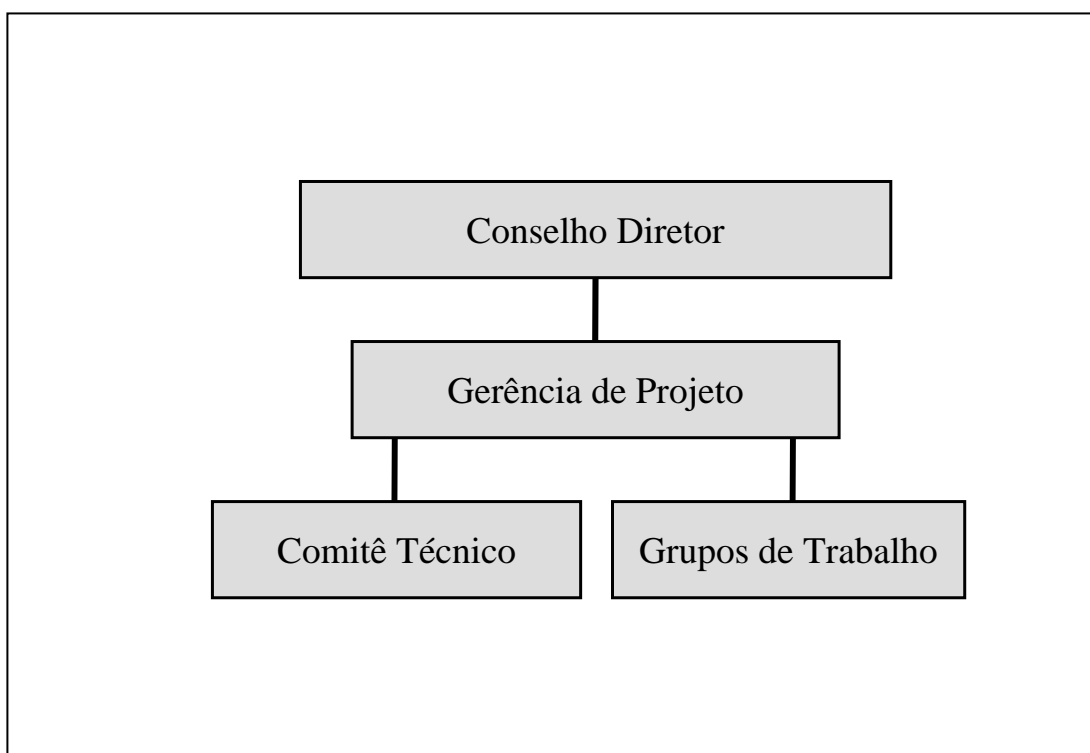 Conselho Diretor
Gerência de Projeto
Comitê Técnico
Grupos de Trabalho